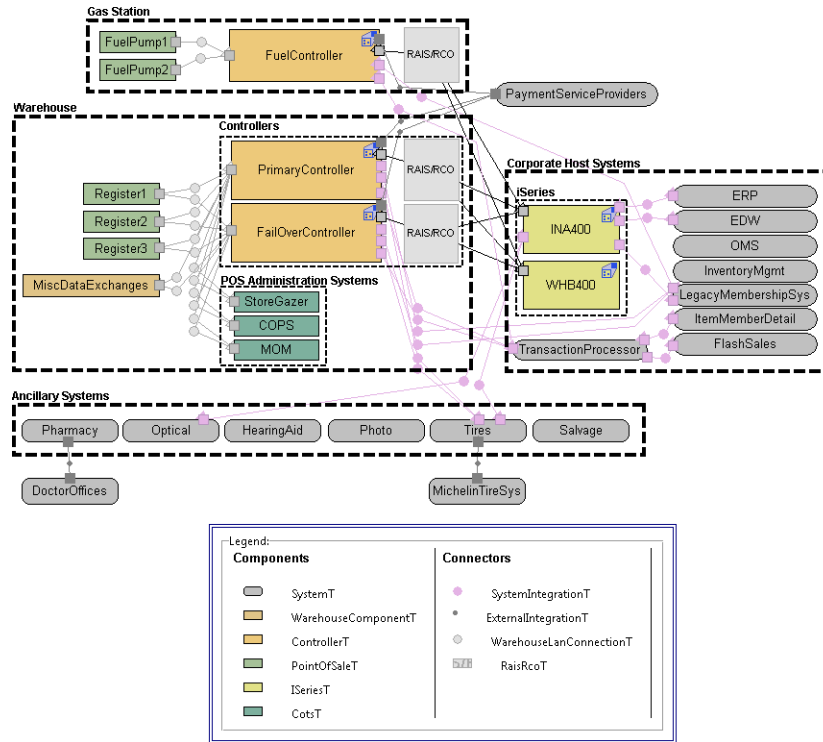 Gas Station
FuelPump1
FuelPump2
FuelController
RAIS/RCO
PaymentServiceProviders
Warehouse
Controllers
PrimaryController
RAIS/RCO
Register1
Register2
Register3
FailOverController
RAIS/RCO
MiscDataExchanges
POS Administration Systems
StoreGazer
COPS
MOM
Corporate Host Systems
iSeries
INA400
WHB400
ERP
EDW
OMS
InventoryMgmt
LegacyMembershipSys
ItemMemberDetail
FlashSales
TransactionProcessor
Ancillary Systems
Pharmacy
Optical
HearingAid
Photo
Tires
Salvage
DoctorOffices
MichelinTireSys
Legend:
Components
SystemT
WarehouseComponentT
ControllerT
PointOfSaleT
ISeriesT
CotsT
Connectors
SystemIntegrationT
ExternalIntegrationT
WarehouseLanConnectionT
RaisRcoT